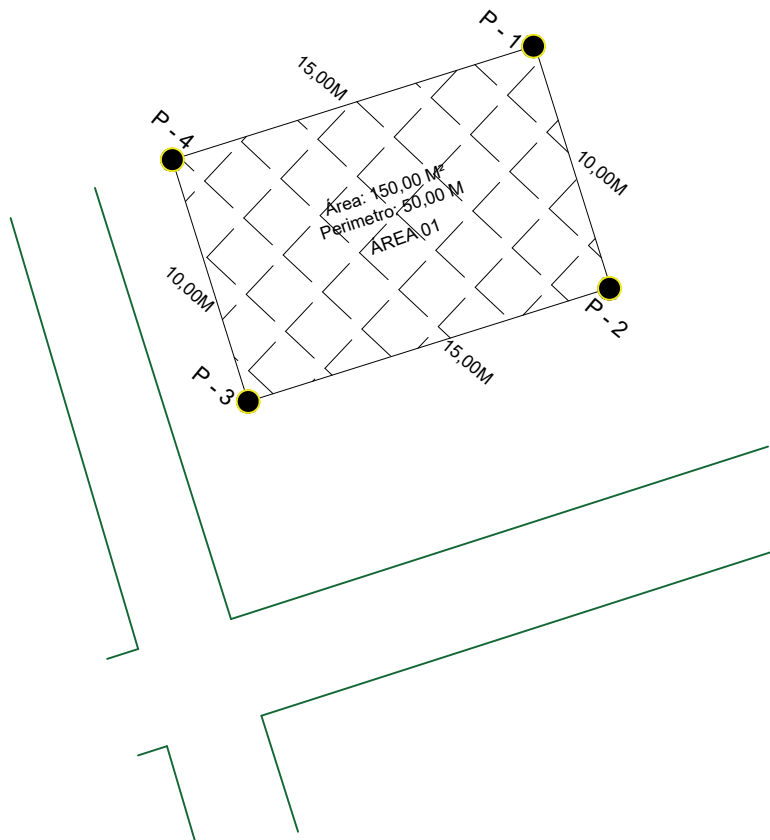 P - 1
15,00M
P - 4
10,00M
Área: 150,00 M²
Perimetro: 50,00 M
ÁREA 01
10,00M
P - 2
15,00M
P - 3